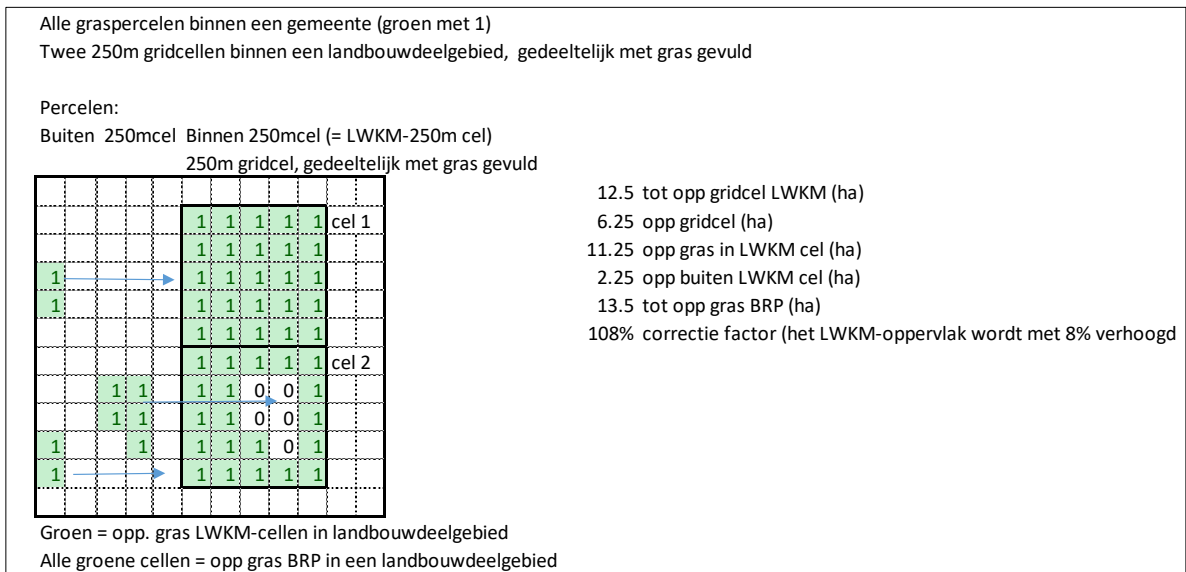 Alle graspercelen binnen een gemeente (groen met 1)
Twee 250m gridcellen binnen een landbouwdeelgebied, gedeeltelijk met gras gevuld
Percelen:
Buiten 250mcel Binnen 250mcel (= LWKM-250m cel)
250m gridcel, gedeeltelijk met gras gevuld
1 1 1 1 1 cel 1
1 1 1 1 1
1 1 1 1 1 1
1 1 1 1 1 1
1 1 1 1 1
1 1 1 1 1 cel 2
1 1 1 1 0 0 1
1 1 1 1 0 0 1
1 1 1 1 1 0 1
1 1 1 1 1 1
12.5 tot opp gridcel LWKM (ha)
6.25 opp gridcel (ha)
11.25 opp gras in LWKM cel (ha)
2.25 opp buiten LWKM cel (ha)
13.5 tot opp gras BRP (ha)
108% correctie factor (het LWKM-oppervlak wordt met 8% verhoogd
Groen = opp. gras LWKM-cellen in landbouwdeelgebied
Alle groene cellen = opp gras BRP in een landbouwdeelgebied